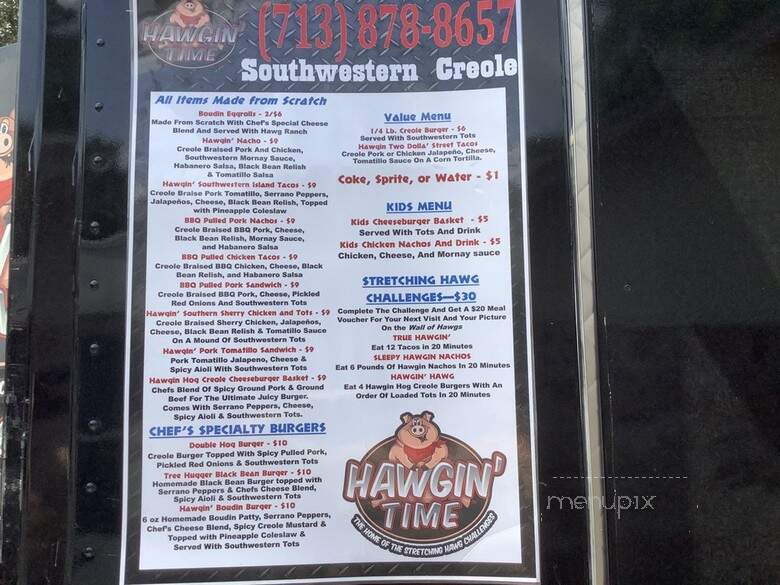 HAWGIN' TIME
(713) 878-8657
Southwestern Creole
All Items Made from Scratch
Boudin Eggrolls - 2/$6
Made From Scratch With Chef's Special Cheese
Blend And Served With Hawg Ranch
Hawgin' Nacho - $9
Creole Braised Pork And Chicken,
Southwestern Mornay Sauce,
Habanero Salsa, Black Bean Relish
& Tomatillo Salsa
Hawgin' Southwestern Island Tacos - $9
Creole Braise Pork Tomatillo, Serrano Peppers,
Jalapeños, Cheese, Black Bean Relish, Topped
with Pineapple Coleslaw
BBQ Pulled Pork Nachos - $9
Creole Braised BBQ Pork, Cheese,
Black Bean Relish, Mornay Sauce,
and Habanero Salsa
BBQ Pulled Chicken Tacos - $9
Creole Braised BBQ Chicken, Cheese, Black
Bean Relish, and Habanero Salsa
BBQ Pulled Pork Sandwich - $9
Creole Braised BBQ Pork, Cheese, Pickled
Red Onions And Southwestern Tots
Hawgin' Southern Sherry Chicken and Tots - $9
Creole Braised Sherry Chicken, Jalapeños,
Cheese, Black Bean Relish & Tomatillo Sauce
On A Mound Of Southwestern Tots
Hawgin' Pork Tomatillo Sandwich - $9
Pork Tomatillo Jalapeno, Cheese &
Spicy Aioli With Southwestern Tots
Hawgin Hog Creole Cheeseburger Basket - $9
Chefs Blend Of Spicy Ground Pork & Ground
Beef For The Ultimate Juicy Burger.
Comes With Serrano Peppers, Cheese,
Spicy Aioli & Southwestern Tots.
CHEF'S SPECIALTY BURGERS
Double Hog Burger - $10
Creole Burger Topped With Spicy Pulled Pork,
Pickled Red Onions & Southwestern Tots
Tree Hugger Black Bean Burger - $10
Homemade Black Bean Burger topped with
Serrano Peppers & Chefs Cheese Blend,
Spicy Aioli & Southwestern Tots
Hawgin' Boudin Burger - $10
6 oz Homemade Boudin Patty, Serrano Peppers,
Chef's Cheese Blend, Spicy Creole Mustard &
Topped with Pineapple Coleslaw &
Served With Southwestern Tots
Value Menu
1/4 Lb. Creole Burger - $6
Served With Southwestern Tots
Hawgin Two Dolla' Street Tacos
Creole Pork or Chicken Jalapeño, Cheese,
Tomatillo Sauce On A Corn Tortilla.
Coke, Sprite, or Water - $1
KIDS MENU
Kids Cheeseburger Basket - $5
Served With Tots And Drink
Kids Chicken Nachos And Drink - $5
Chicken, Cheese, And Mornay sauce
STRETCHING HAWG
CHALLENGES—$30
Complete The Challenge And Get A $20 Meal
Voucher For Your Next Visit And Your Picture
On the Wall of Hawgs
TRUE HAWGIN'
Eat 12 Tacos in 20 Minutes
SLEEPY HAWGIN NACHOS
Eat 6 Pounds Of Hawgin Nachos In 20 Minutes
HAWGIN' HAWG
Eat 4 Hawgin Hog Creole Burgers With An
Order Of Loaded Tots In 20 Minutes
HAWGIN'
TIME
THE HOME OF THE STRETCHING HAWG CHALLENGES
menupix